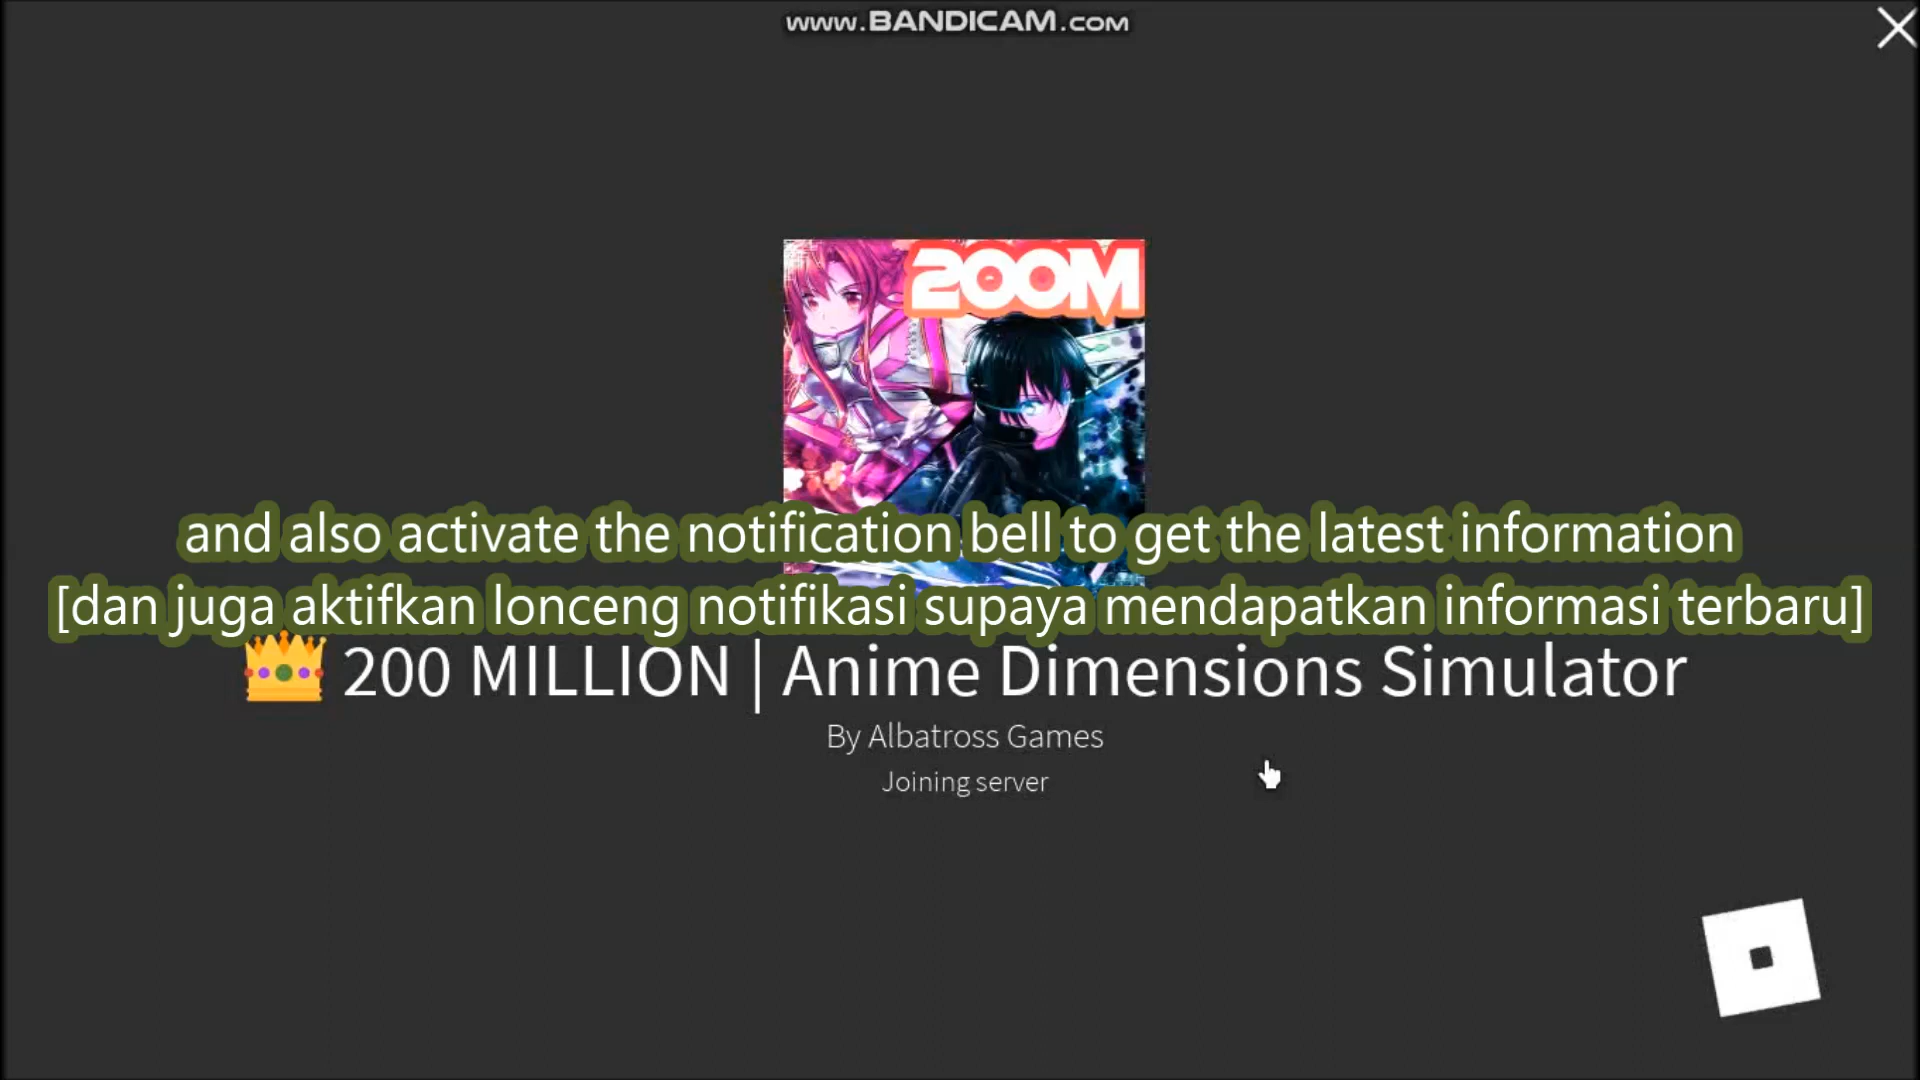 www.BANDICAM.COM
200M
and also activate the notification bell to get the latest information
[dan juga aktifkan lonceng notifikasi supaya mendapatkan informasi terbaru]
👑 200 MILLION | Anime Dimensions Simulator
By Albatross Games
Joining server